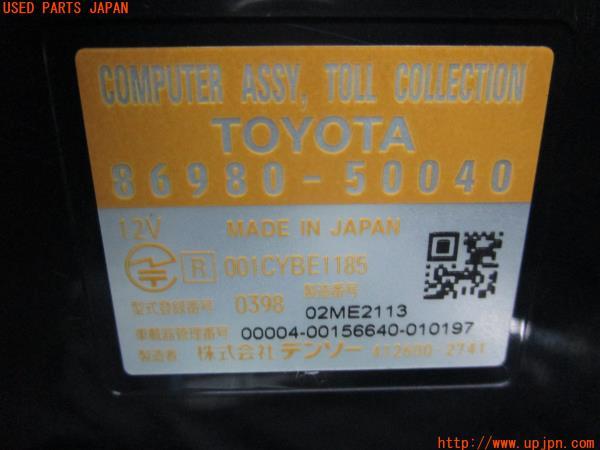 USED PARTS JAPAN
COMPUTER ASSY, TOLL COLLECTION
TOYOTA
86980-50040
12V MADE IN JAPAN
R 001CYBE1185
型式登録番号 0398 製造番号 02ME2113
車載器管理番号 00004-00156640-010197
製造者 株式会社 デンソー 412600-2741
http://www.upjpn.com/